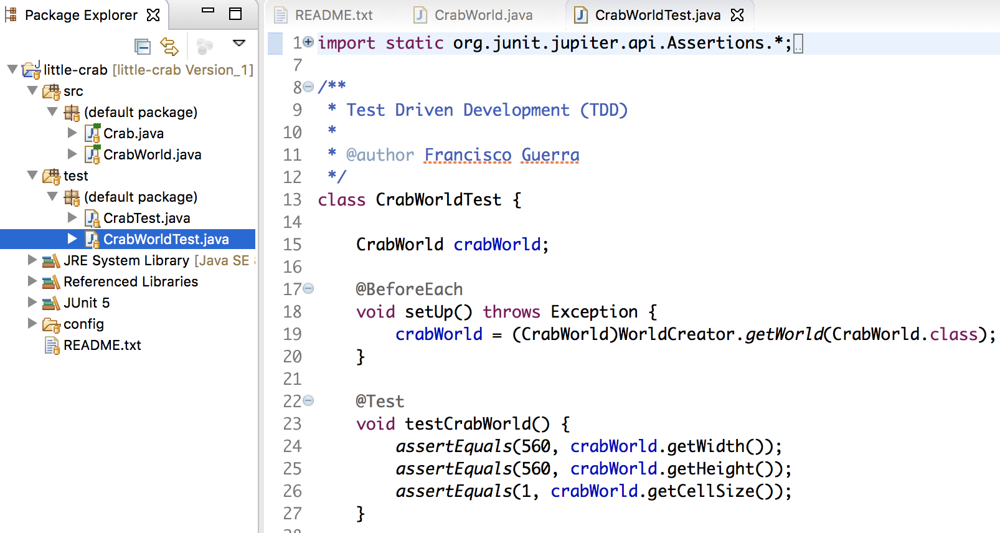 Package Explorer
little-crab [little-crab Version_1]
src
(default package)
Crab.java
CrabWorld.java
test
(default package)
CrabTest.java
CrabWorldTest.java
JRE System Library [Java SE
Referenced Libraries
JUnit 5
config
README.txt
README.txt CrabWorld.java CrabWorldTest.java
1 import static org.junit.jupiter.api.Assertions.*;
7
8 /**
9 * Test Driven Development (TDD)
10 *
11 * @author Francisco Guerra
12 */
13 class CrabWorldTest {
14
15 CrabWorld crabWorld;
16
17 @BeforeEach
18 void setUp() throws Exception {
19 crabWorld = (CrabWorld)WorldCreator.getWorld(CrabWorld.class);
20 }
21
22 @Test
23 void testCrabWorld() {
24 assertEquals(560, crabWorld.getWidth());
25 assertEquals(560, crabWorld.getHeight());
26 assertEquals(1, crabWorld.getCellSize());
27 }